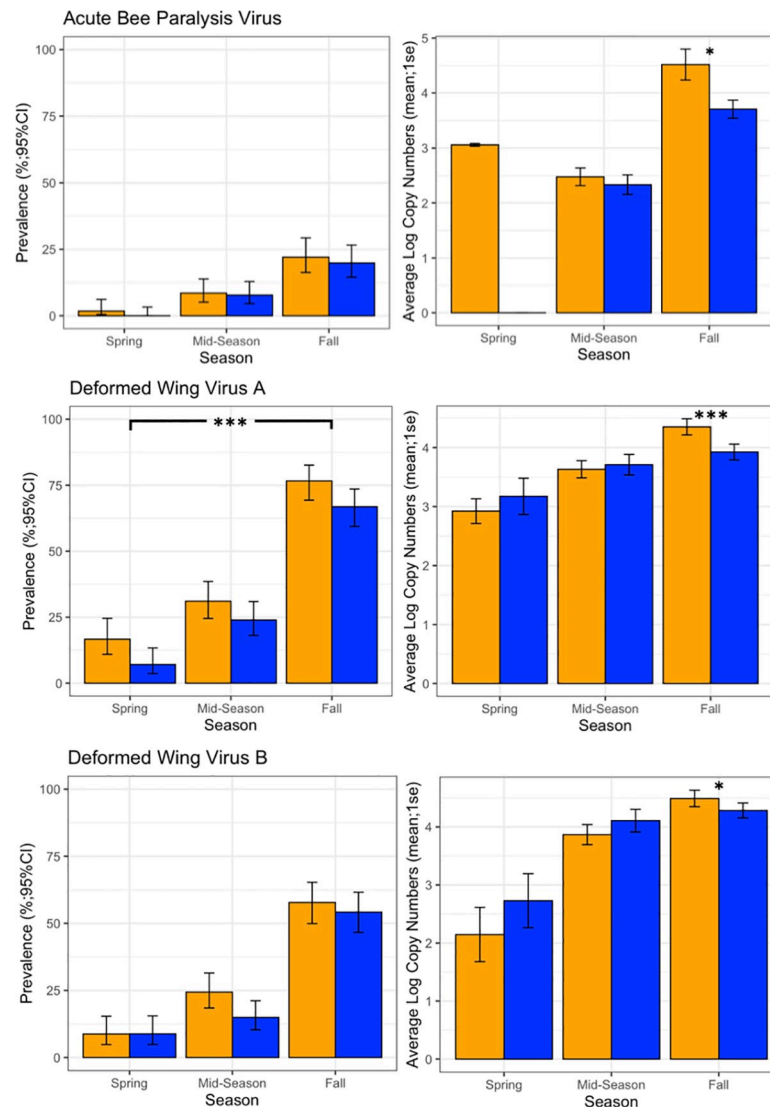 Acute Bee Paralysis Virus
Prevalence (%;95%CI)
100
75
50
25
0
Spring
Mid-Season
Fall
Season
Average Log Copy Numbers (mean;1se)
5
4
3
2
1
0
*
Spring
Mid-Season
Fall
Season
Deformed Wing Virus A
Prevalence (%;95%CI)
100
75
50
25
0
***
Spring
Mid-Season
Fall
Season
Average Log Copy Numbers (mean;1se)
4
3
2
1
0
***
Spring
Mid-Season
Fall
Season
Deformed Wing Virus B
Prevalence (%;95%CI)
100
75
50
25
0
Spring
Mid-Season
Fall
Season
Average Log Copy Numbers (mean;1se)
4
3
2
1
0
*
Spring
Mid-Season
Fall
Season